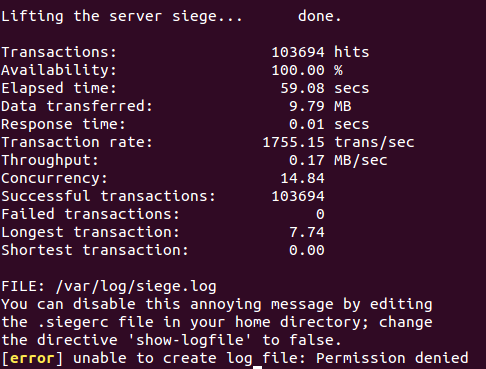 Lifting the server siege...      done.

Transactions:                 103694 hits
Availability:                 100.00 %
Elapsed time:                  59.08 secs
Data transferred:               9.79 MB
Response time:                  0.01 secs
Transaction rate:            1755.15 trans/sec
Throughput:                     0.17 MB/sec
Concurrency:                   14.84
Successful transactions:      103694
Failed transactions:               0
Longest transaction:            7.74
Shortest transaction:           0.00

FILE: /var/log/siege.log
You can disable this annoying message by editing
the .siegerc file in your home directory; change
the directive 'show-logfile' to false.
[error] unable to create log file: Permission denied